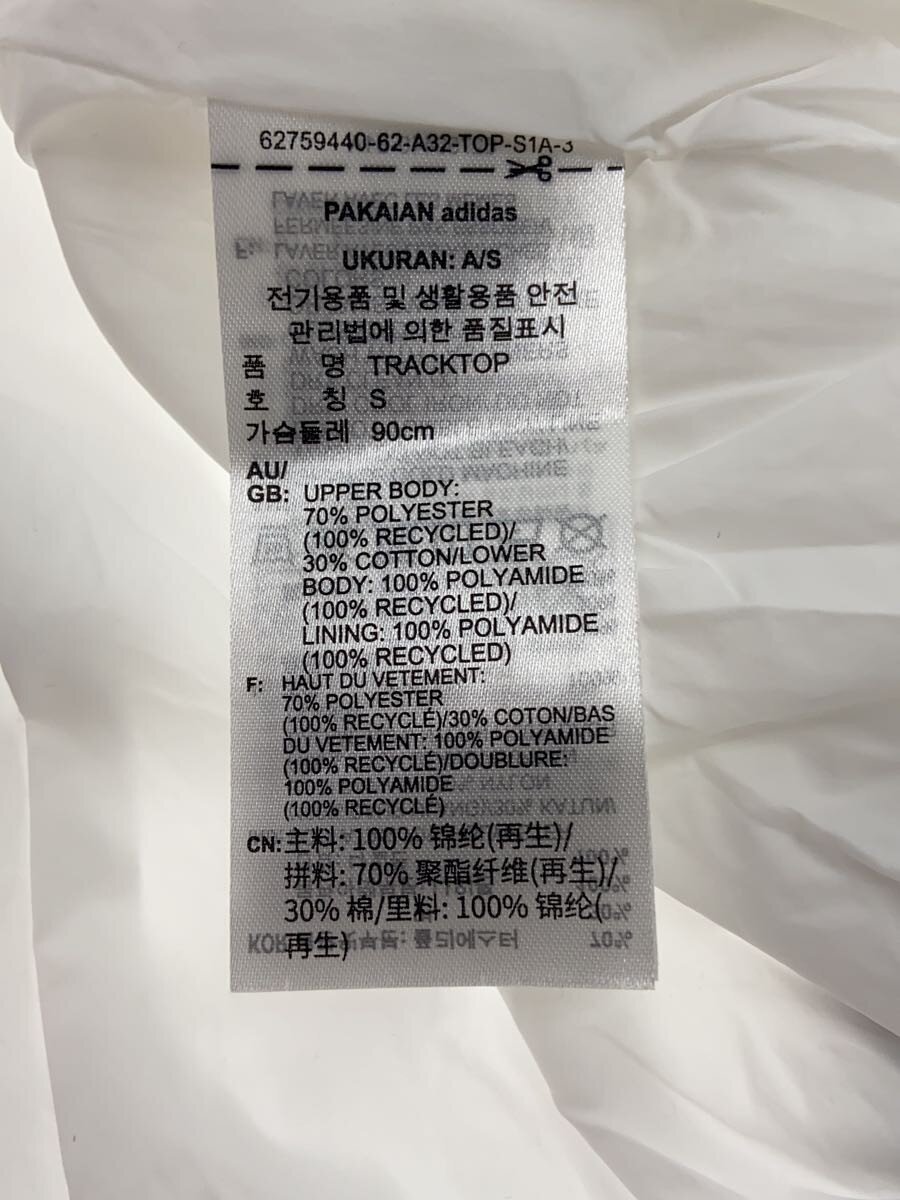 62759440-62-A32-TOP-S1A-3
PAKAIAN adidas
UKURAN: A/S
전기용품 및 생활용품 안전
관리법에 의한 품질표시
품 명 TRACKTOP
호 칭 S
가슴둘레 90cm
AU/
GB: UPPER BODY:
70% POLYESTER
(100% RECYCLED)/
30% COTTON/LOWER
BODY: 100% POLYAMIDE
(100% RECYCLED)/
LINING: 100% POLYAMIDE
(100% RECYCLED)
F: HAUT DU VETEMENT:
70% POLYESTER
(100% RECYCLÉ)/30% COTON/BAS
DU VETEMENT: 100% POLYAMIDE
(100% RECYCLÉ)/DOUBLURE:
100% POLYAMIDE
(100% RECYCLÉ)
CN: 主料: 100% 锦纶(再生)/
拼料: 70% 聚酯纤维(再生)/
30% 棉/里料: 100% 锦纶(
再生)